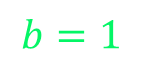 b = 1